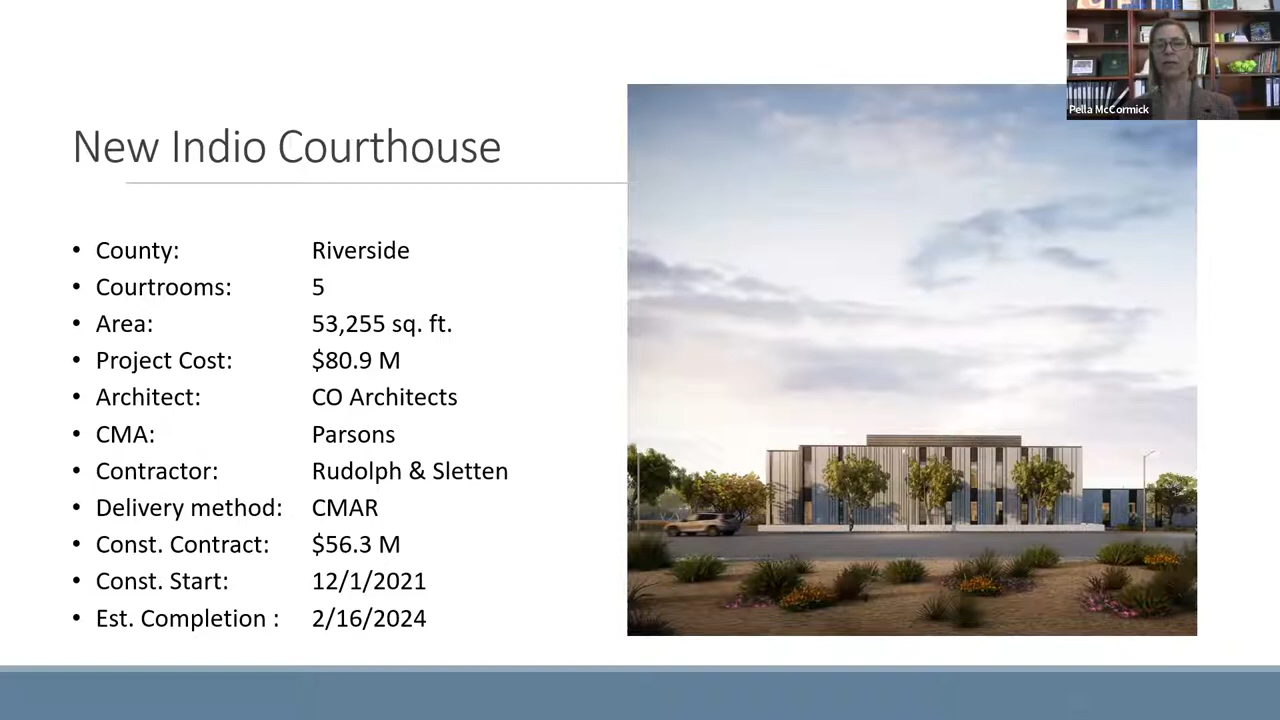 Pella McCormick
New Indio Courthouse
• County: Riverside
• Courtrooms: 5
• Area: 53,255 sq. ft.
• Project Cost: $80.9 M
• Architect: CO Architects
• CMA: Parsons
• Contractor: Rudolph & Sletten
• Delivery method: CMAR
• Const. Contract: $56.3 M
• Const. Start: 12/1/2021
• Est. Completion : 2/16/2024